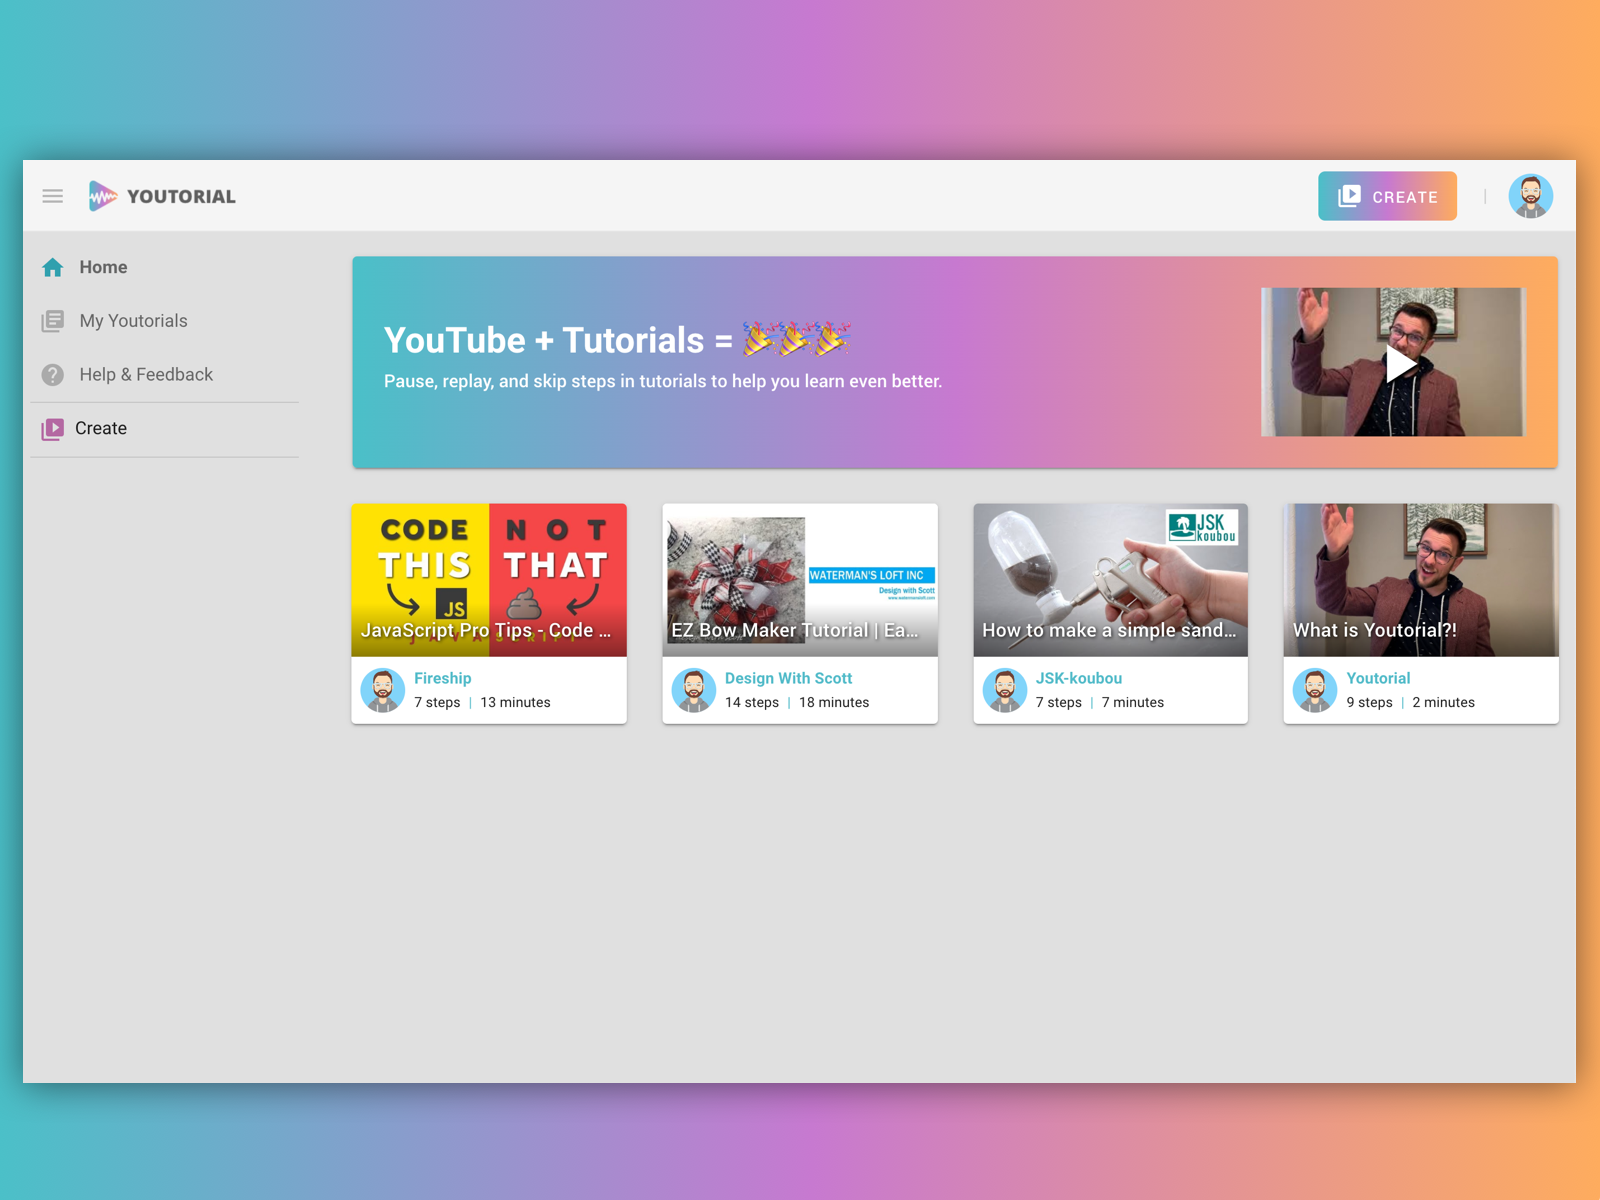 YOUTORIAL
CREATE
Home
My Youtorials
Help & Feedback
Create
YouTube + Tutorials = 🎉🎉🎉
Pause, replay, and skip steps in tutorials to help you learn even better.
CODE THIS
NOT THAT
JS
JAVASCRIPT
JavaScript Pro Tips - Code ...
Fireship
7 steps | 13 minutes
WATERMAN'S LOFT INC
Design with Scott
www.watermansloft.com
EZ Bow Maker Tutorial | Ea...
Design With Scott
14 steps | 18 minutes
JSK
koubou
How to make a simple sand...
JSK-koubou
7 steps | 7 minutes
What is Youtorial?!
Youtorial
9 steps | 2 minutes